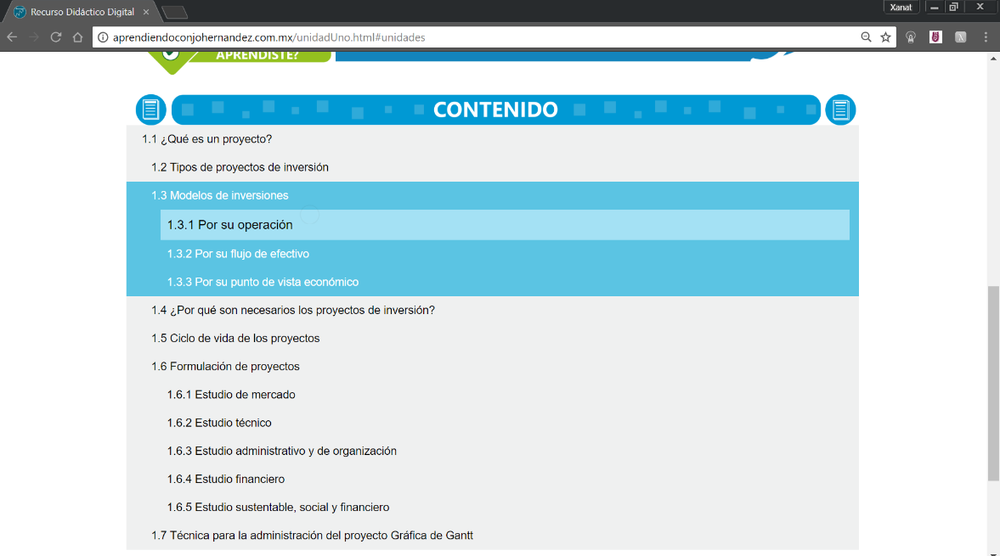 Xanat
Recurso Didáctico Digital
aprendiendoconjohernandez.com.mx/unidadUno.html#unidades
APRENDISTE?
CONTENIDO
1.1 ¿Qué es un proyecto?
1.2 Tipos de proyectos de inversión
1.3 Modelos de inversiones
1.3.1 Por su operación
1.3.2 Por su flujo de efectivo
1.3.3 Por su punto de vista económico
1.4 ¿Por qué son necesarios los proyectos de inversión?
1.5 Ciclo de vida de los proyectos
1.6 Formulación de proyectos
1.6.1 Estudio de mercado
1.6.2 Estudio técnico
1.6.3 Estudio administrativo y de organización
1.6.4 Estudio financiero
1.6.5 Estudio sustentable, social y financiero
1.7 Técnica para la administración del proyecto Gráfica de Gantt